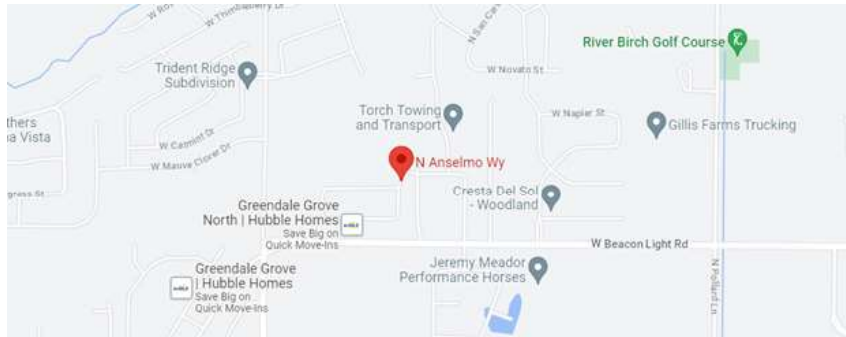 W Thimbleberry Dr
N San Cay
River Birch Golf Course
Trident Ridge
Subdivision
W Novato St
Torch Towing
and Transport
W Napier St
Gillis Farms Trucking
thers
a Vista
W Mauve Clover Dr
N Anselmo Wy
Cresta Del Sol
- Woodland
Greendale Grove
North | Hubble Homes
Save Big on
Quick Move-Ins
W Beacon Light Rd
Jeremy Meador
Performance Horses
N Pollard Ln
Greendale Grove
| Hubble Homes
Save Big on
Quick Move-Ins